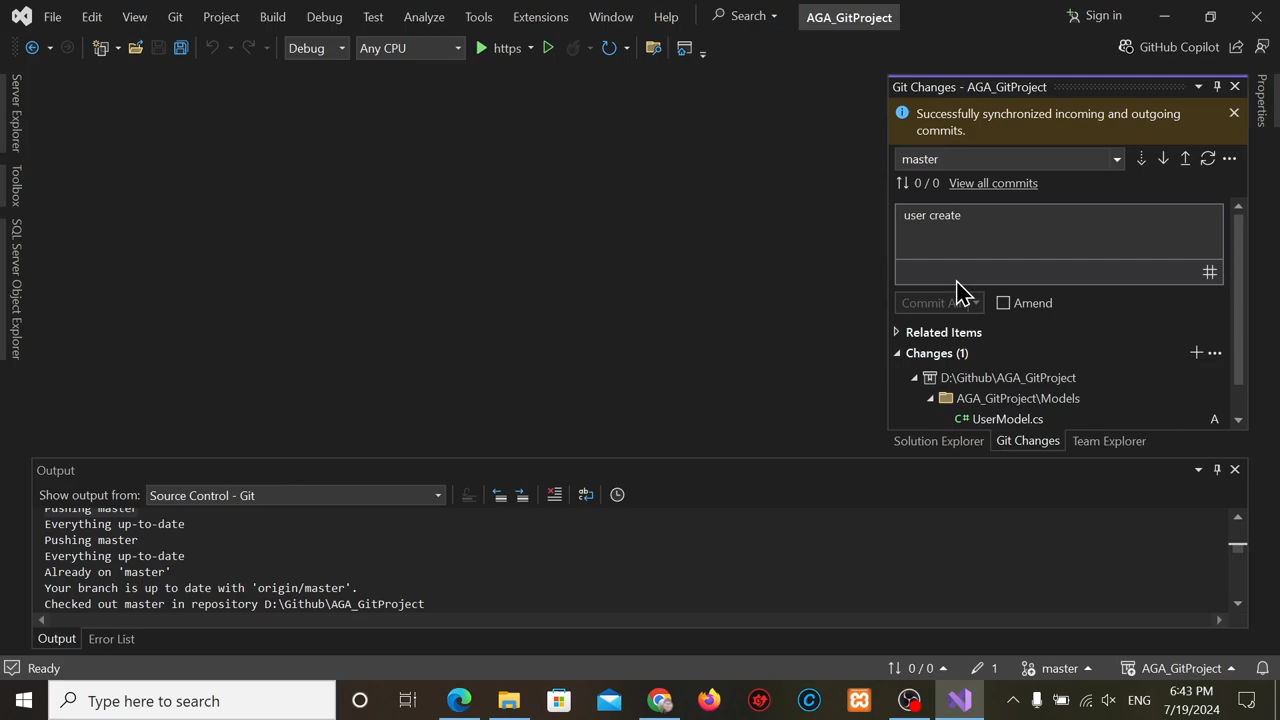 File Edit View Git Project Build Debug Test Analyze Tools Extensions Window Help Search AGA_GitProject Sign in
Debug Any CPU https GitHub Copilot
Server Explorer
Toolbox
SQL Server Object Explorer
Properties
Git Changes - AGA_GitProject
Successfully synchronized incoming and outgoing
commits.
master
0 / 0 View all commits
user create
Commit Amend
Related Items
Changes (1)
D:\Github\AGA_GitProject
AGA_GitProject\Models
C# UserModel.cs A
Solution Explorer Git Changes Team Explorer
Output
Show output from: Source Control - Git
Pushing master
Everything up-to-date
Pushing master
Everything up-to-date
Already on 'master'
Your branch is up to date with 'origin/master'.
Checked out master in repository D:\Github\AGA_GitProject
Output Error List
Ready 0 / 0 1 master AGA_GitProject
Type here to search ENG 6:43 PM
7/19/2024